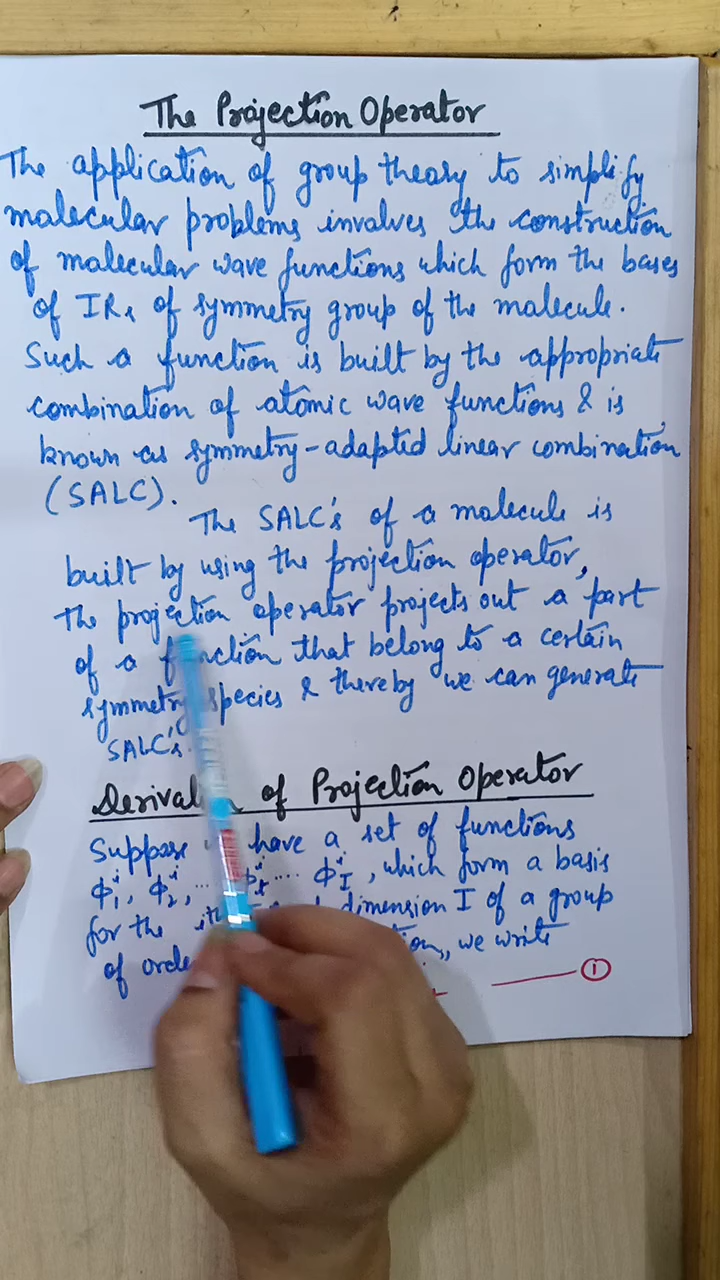 The Projection Operator
The application of group theory to simplify
molecular problems involves the construction
of molecular wave functions which form the bases
of IRs of symmetry group of the molecule.
Such a function is built by the appropriate
combination of atomic wave functions & is
known as symmetry-adapted linear combination
(SALC).
The SALC's of a molecule is
built by using the projection operator,
The projection operator projects out a part
of a function that belong to a certain
symmetry species & thereby we can generate
SALC's.
Derivation of Projection Operator
Suppose have a set of functions
ϕ₁ⁱ, ϕ₂ⁱ, .... .... ϕᵢⁱ, which form a basis
for the dimension I of a group
of we write
①